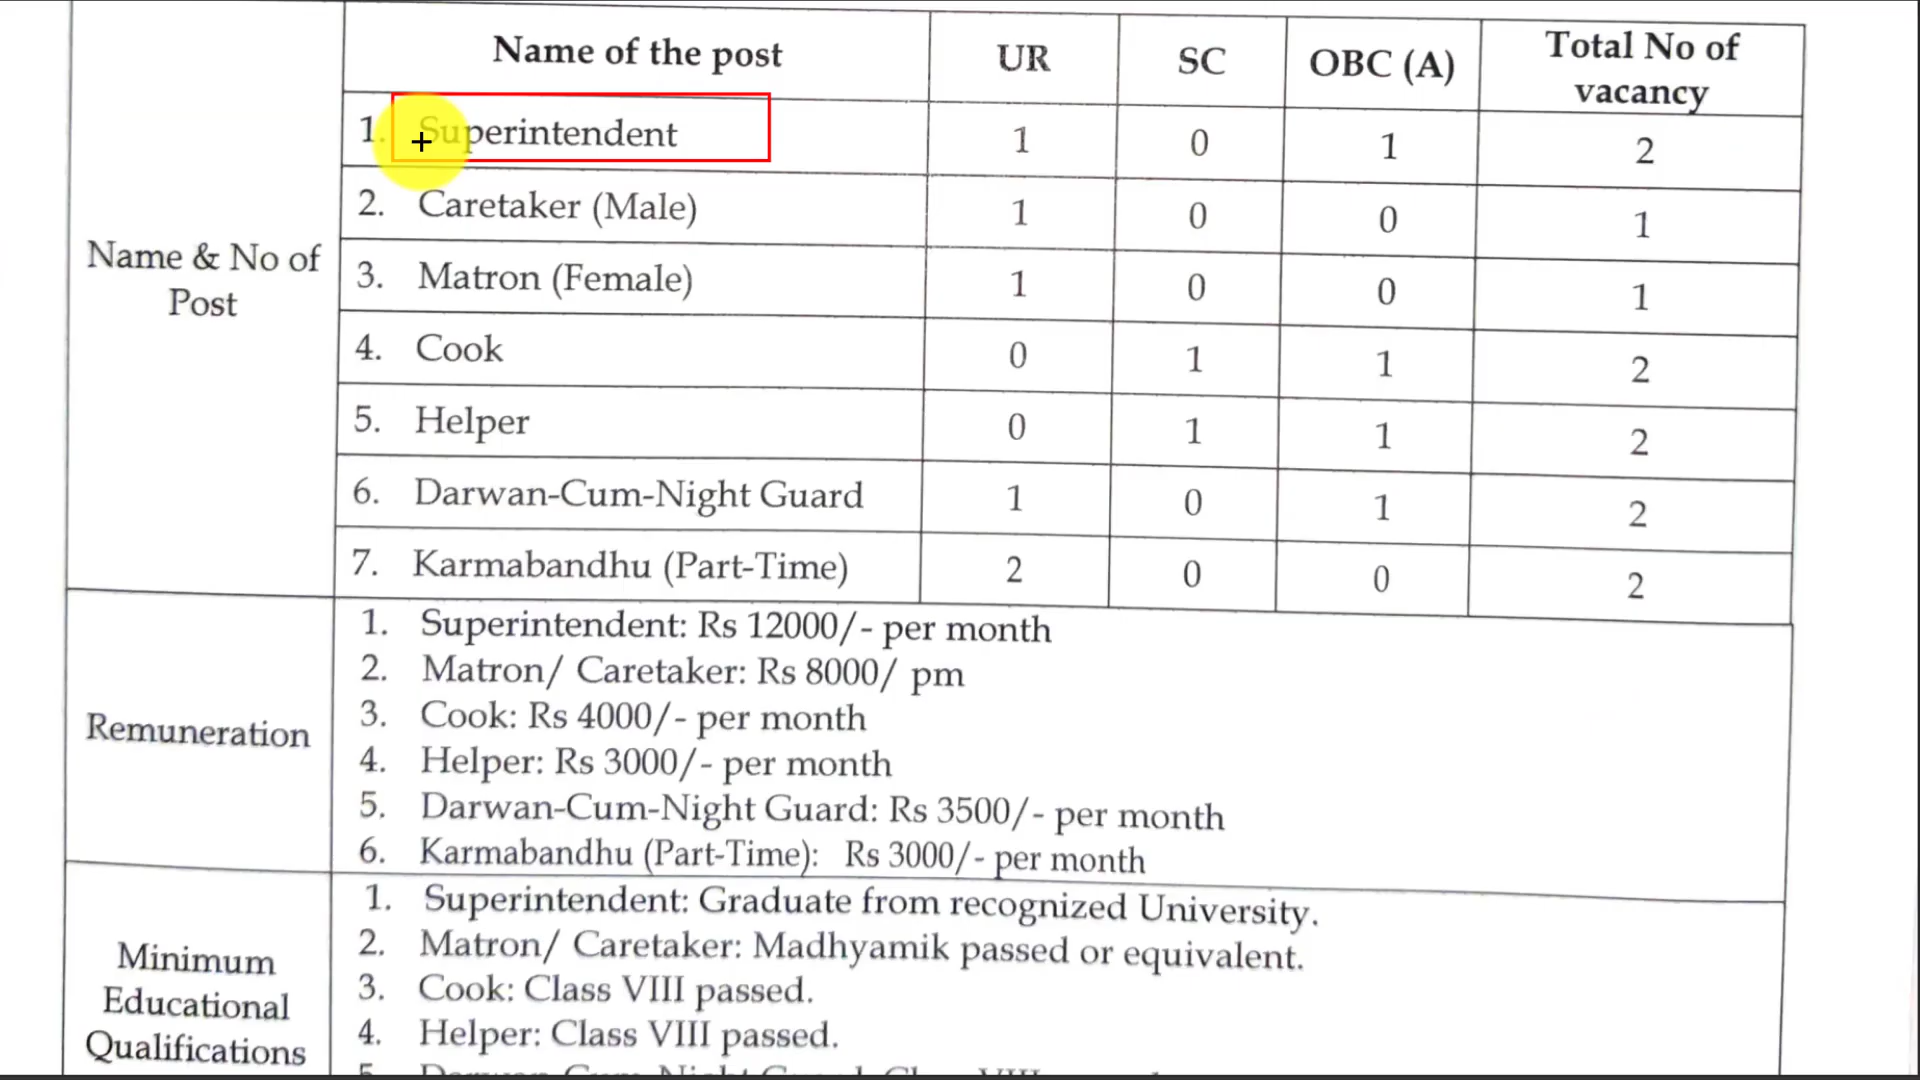 Name of the post UR SC OBC (A) Total No of vacancy
Name & No of Post
1. Superintendent 1 0 1 2
2. Caretaker (Male) 1 0 0 1
3. Matron (Female) 1 0 0 1
4. Cook 0 1 1 2
5. Helper 0 1 1 2
6. Darwan-Cum-Night Guard 1 0 1 2
7. Karmabandhu (Part-Time) 2 0 0 2
Remuneration
1. Superintendent: Rs 12000/- per month
2. Matron/ Caretaker: Rs 8000/ pm
3. Cook: Rs 4000/- per month
4. Helper: Rs 3000/- per month
5. Darwan-Cum-Night Guard: Rs 3500/- per month
6. Karmabandhu (Part-Time): Rs 3000/- per month
Minimum
Educational
Qualifications
1. Superintendent: Graduate from recognized University.
2. Matron/ Caretaker: Madhyamik passed or equivalent.
3. Cook: Class VIII passed.
4. Helper: Class VIII passed.